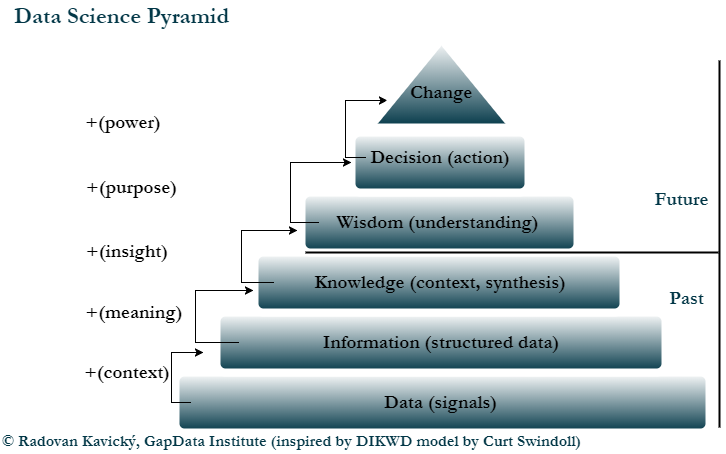 Data Science Pyramid
Change
+(power)
Decision (action)
+(purpose)
Future
Wisdom (understanding)
+(insight)
Knowledge (context, synthesis)
Past
+(meaning)
Information (structured data)
+(context)
Data (signals)
© Radovan Kavický, GapData Institute (inspired by DIKWD model by Curt Swindoll)